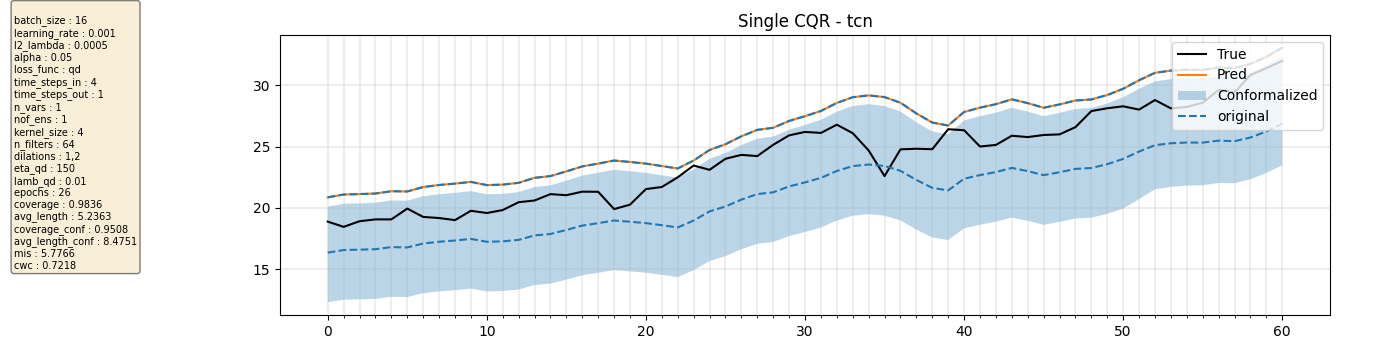 batch_size : 16
learning_rate : 0.001
l2_lambda : 0.0005
alpha : 0.05
loss_func : qd
time_steps_in : 4
time_steps_out : 1
n_vars : 1
nof_ens : 1
kernel_size : 4
n_filters : 64
dilations : 1,2
eta_qd : 150
lamb_qd : 0.01
epochs : 26
coverage : 0.9836
avg_length : 5.2363
coverage_conf : 0.9508
avg_length_conf : 8.4751
mis : 5.7766
cwc : 0.7218
Single CQR - tcn
True
Pred
Conformalized
original
30
25
20
15
0 10 20 30 40 50 60